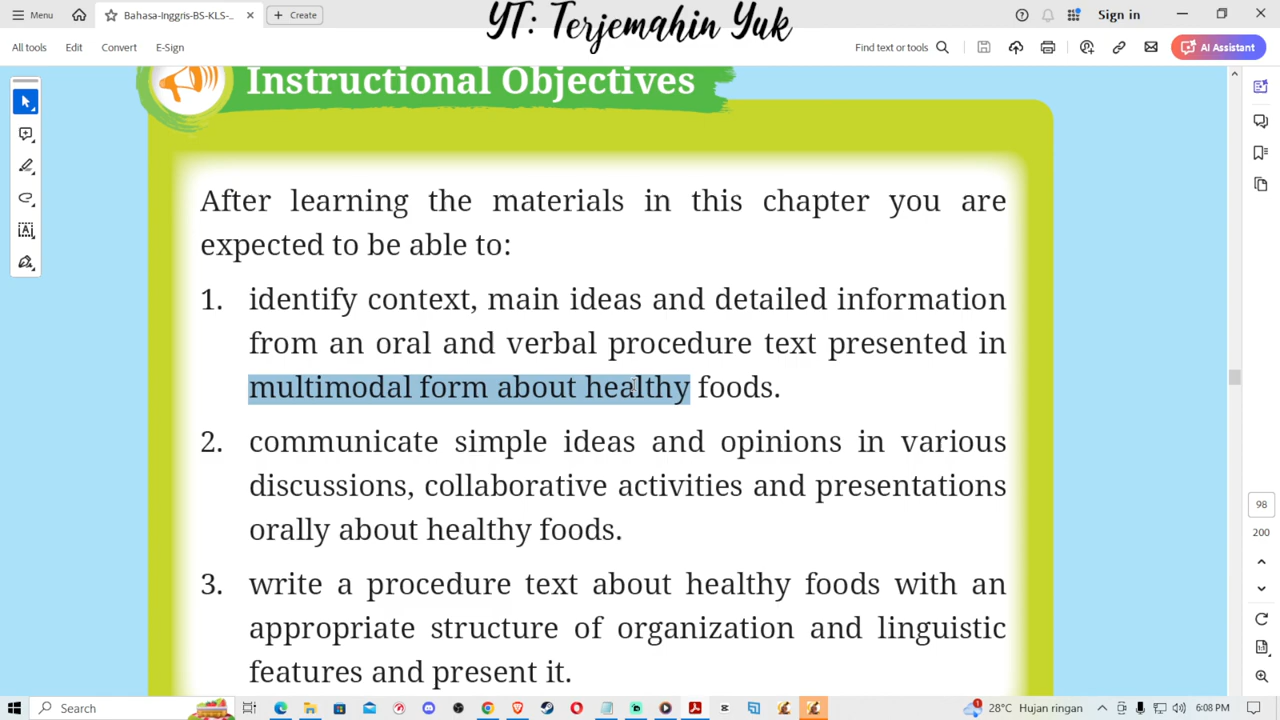 YT: Terjemahin Yuk
Menu
Bahasa-Inggris-BS-KLS-...
Create
Sign in
All tools
Edit
Convert
E-Sign
Find text or tools
AI Assistant
Instructional Objectives
After learning the materials in this chapter you are
expected to be able to:
1. identify context, main ideas and detailed information
from an oral and verbal procedure text presented in
multimodal form about healthy foods.
2. communicate simple ideas and opinions in various
discussions, collaborative activities and presentations
orally about healthy foods.
3. write a procedure text about healthy foods with an
appropriate structure of organization and linguistic
features and present it.
98
200
Search
28°C Hujan ringan
6:08 PM